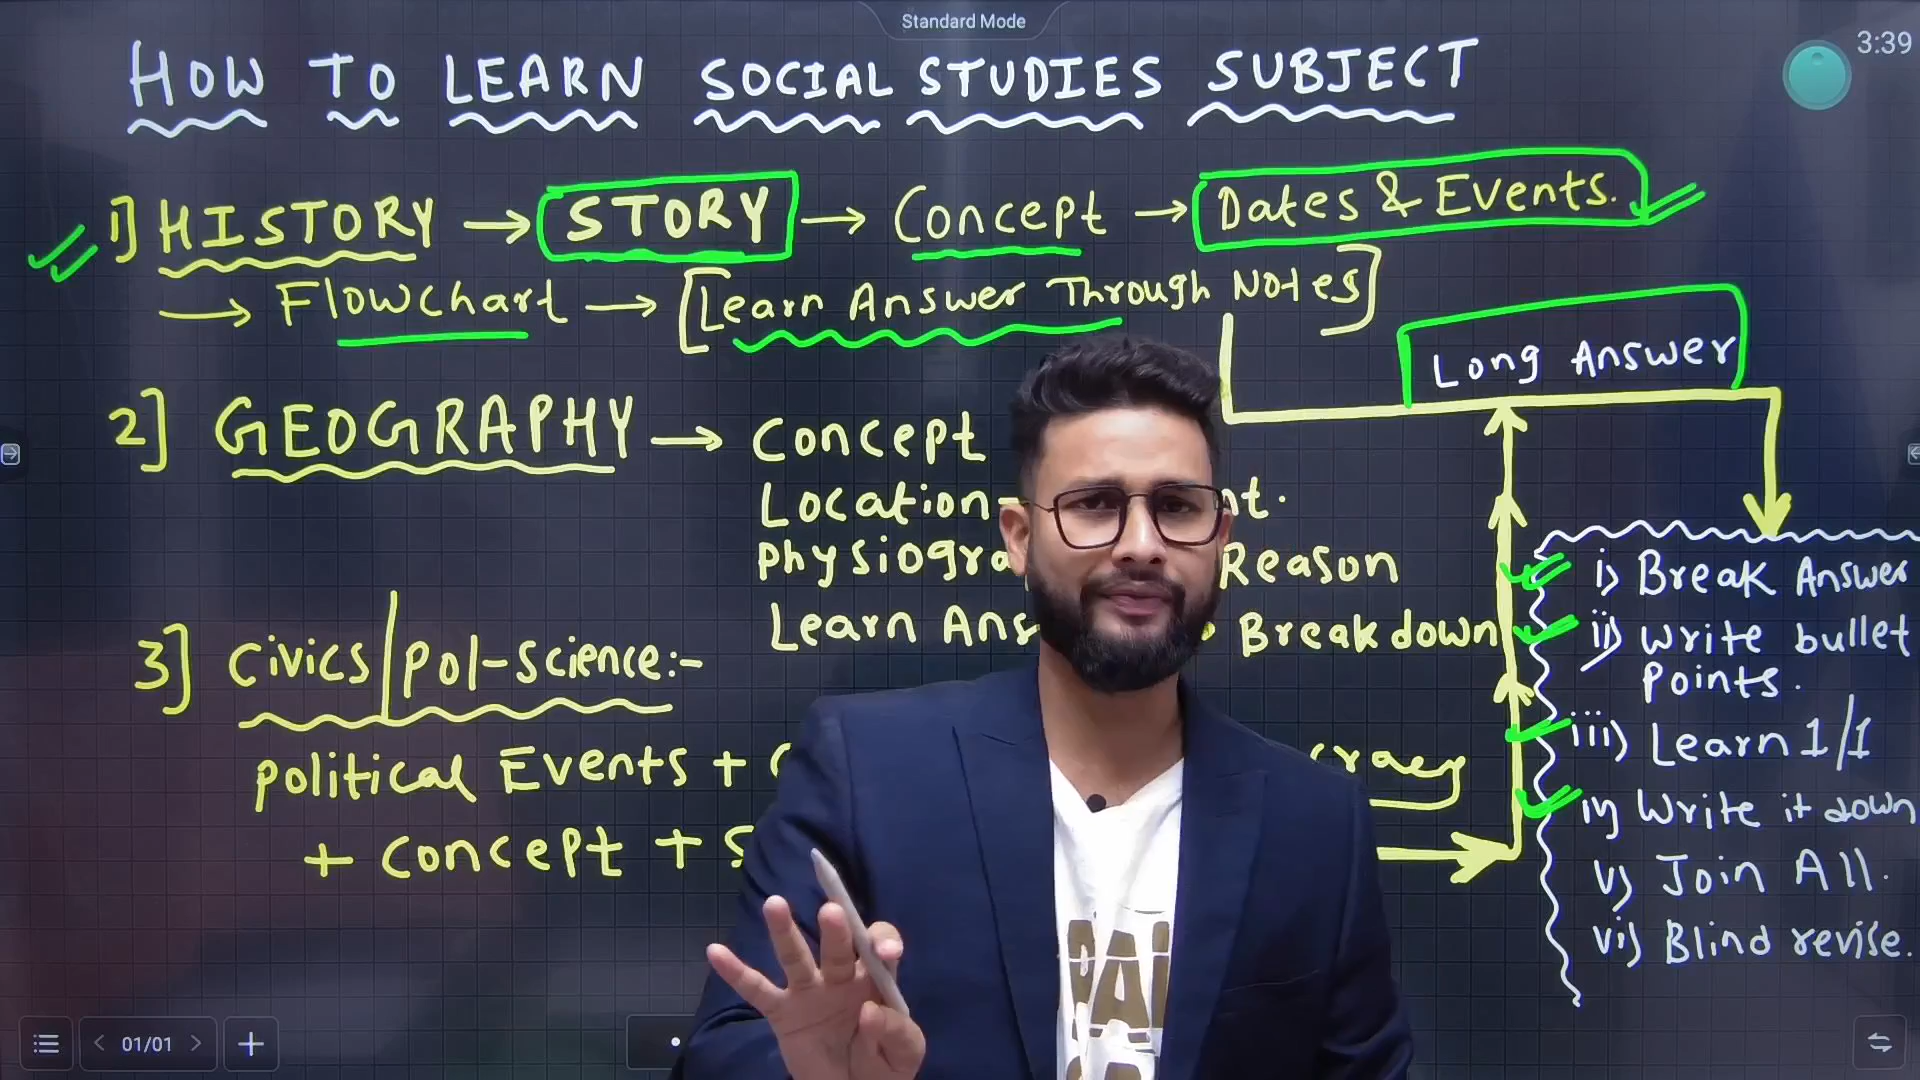 Standard Mode
3:39
HOW TO LEARN SOCIAL STUDIES SUBJECT
1] HISTORY → STORY → Concept → Dates & Events.
→ Flowchart → [Learn Answer Through Notes]
Long Answer
2] GEOGRAPHY → Concept
Location-
Reason
Learn
Breakdown
3] Civics/Pol-Science:-
Political Events +
+ Concept +
i) Break Answer
ii) Write bullet
Points.
iii) Learn 1/1
iv) Write it down
v) Join All.
vi) Blind revise.
PAI
01/01